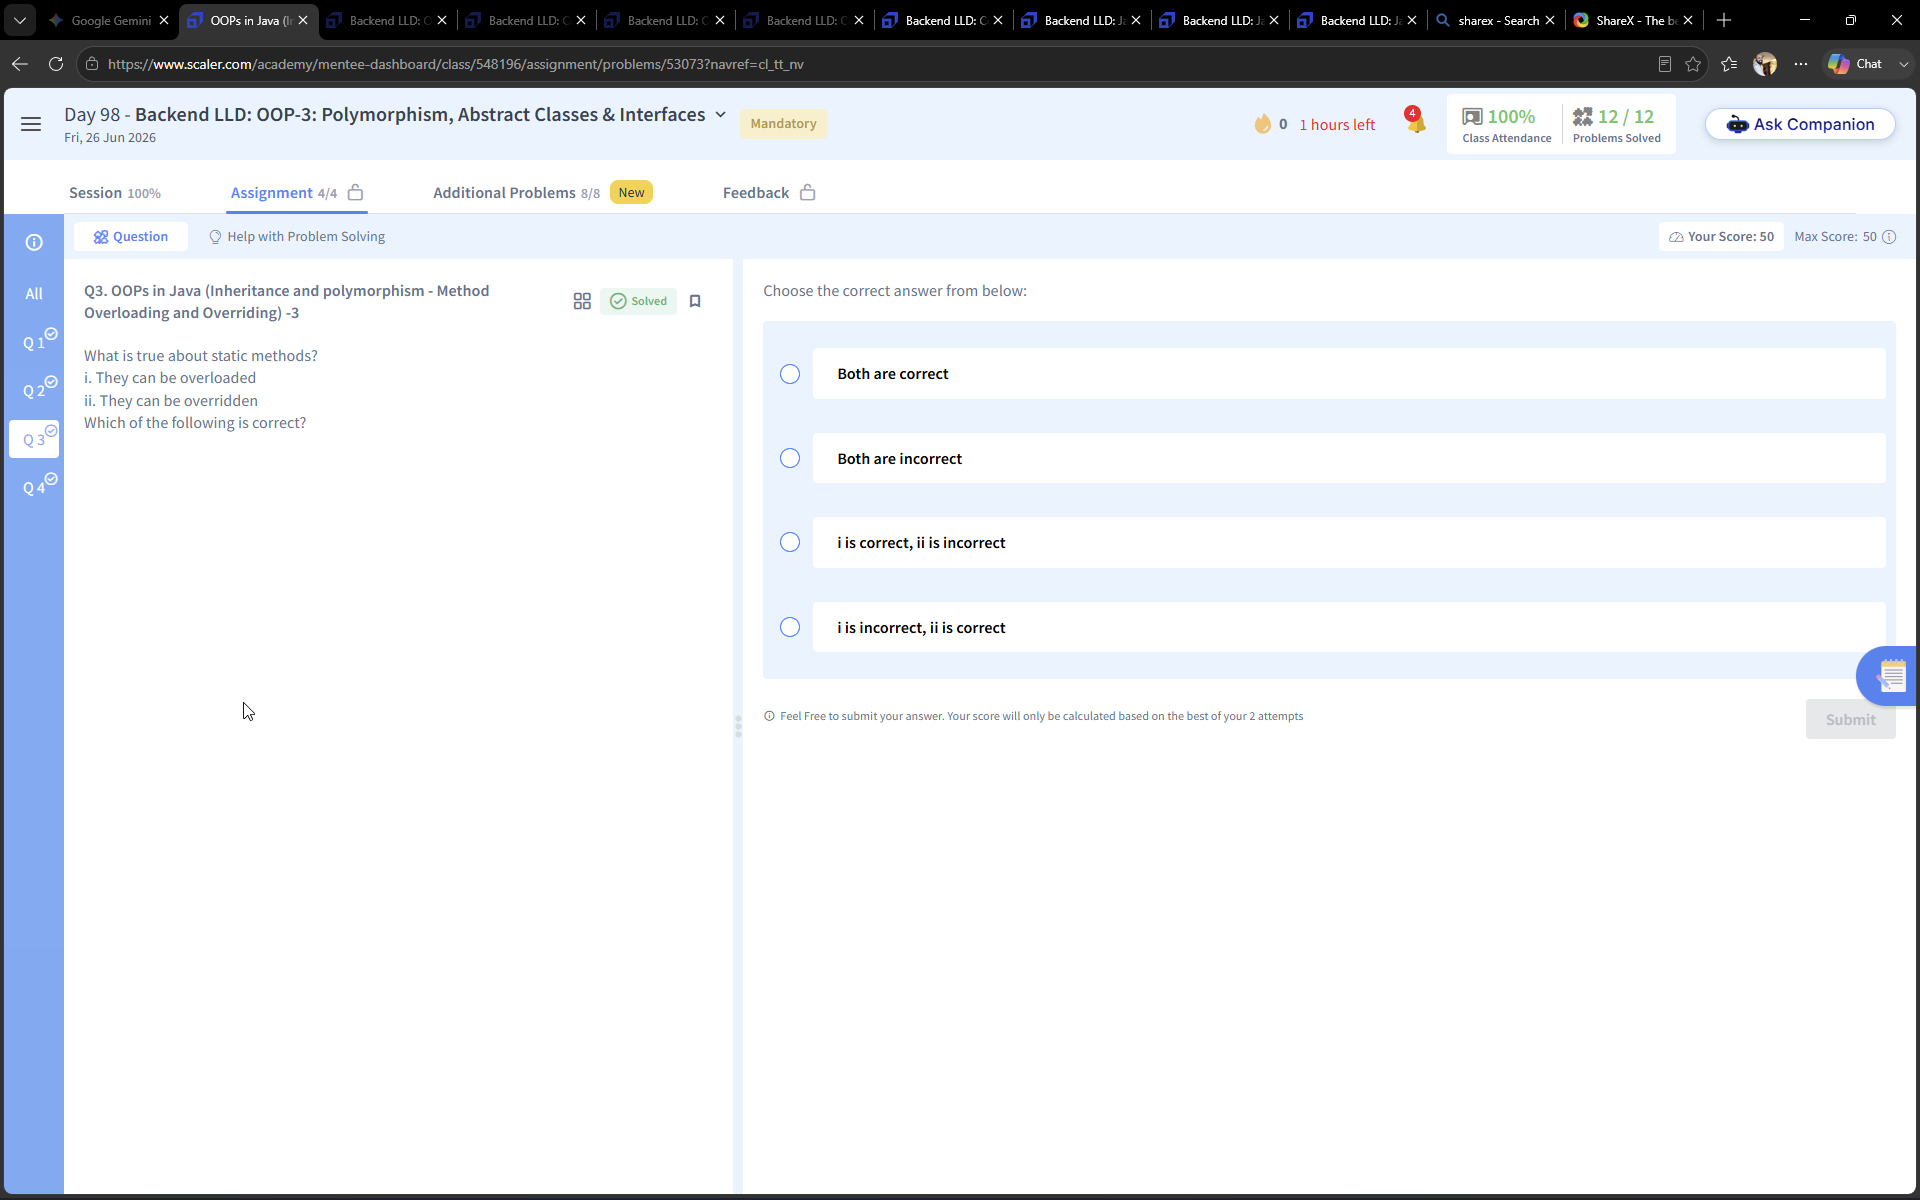 Google Gemini
OOPs in Java (I
Backend LLD: O
Backend LLD: C
Backend LLD: C
Backend LLD: C
Backend LLD: C
Backend LLD: Ja
Backend LLD: Ja
Backend LLD: Ja
sharex - Search
ShareX - The b
https://www.scaler.com/academy/mentee-dashboard/class/548196/assignment/problems/53073?navref=cl_tt_nv
Chat
Day 98 - Backend LLD: OOP-3: Polymorphism, Abstract Classes & Interfaces
Fri, 26 Jun 2026
Mandatory
0
1 hours left
4
100%
Class Attendance
12 / 12
Problems Solved
Ask Companion
Session 100%
Assignment 4/4
Additional Problems 8/8
New
Feedback
Question
Help with Problem Solving
Your Score: 50
Max Score: 50
All
Q 1
Q 2
Q 3
Q 4
Q3. OOPs in Java (Inheritance and polymorphism - Method
Overloading and Overriding) -3
Solved
What is true about static methods?
i. They can be overloaded
ii. They can be overridden
Which of the following is correct?
Choose the correct answer from below:
Both are correct
Both are incorrect
i is correct, ii is incorrect
i is incorrect, ii is correct
Feel Free to submit your answer. Your score will only be calculated based on the best of your 2 attempts
Submit